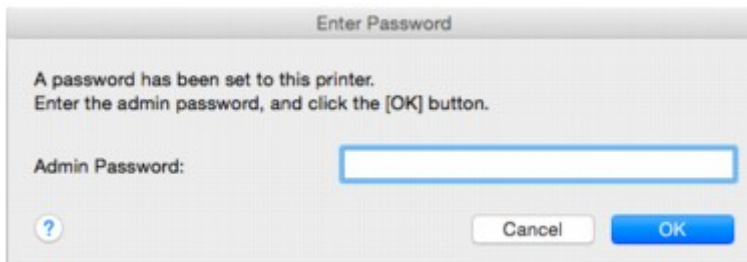 Enter Password
A password has been set to this printer.
Enter the admin password, and click the [OK] button.
Admin Password:
?
Cancel
OK